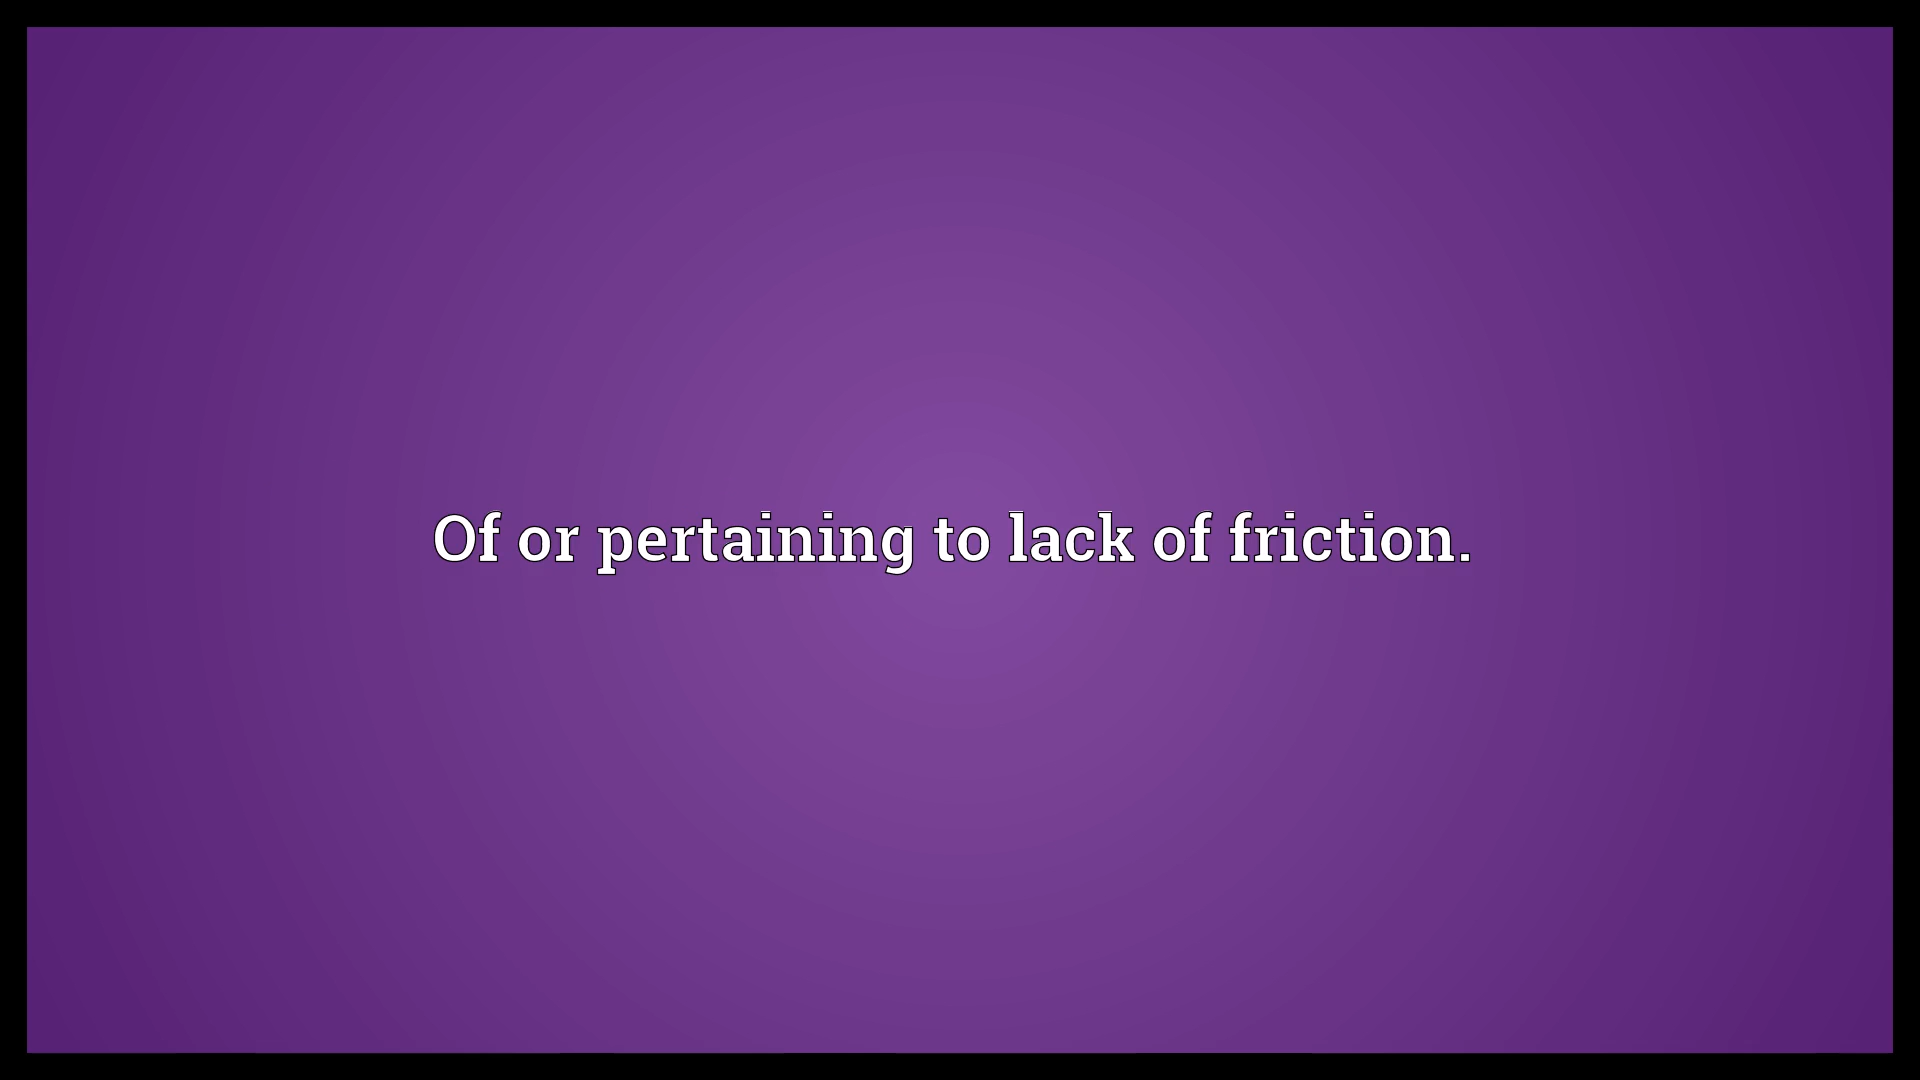 Of or pertaining to lack of friction.